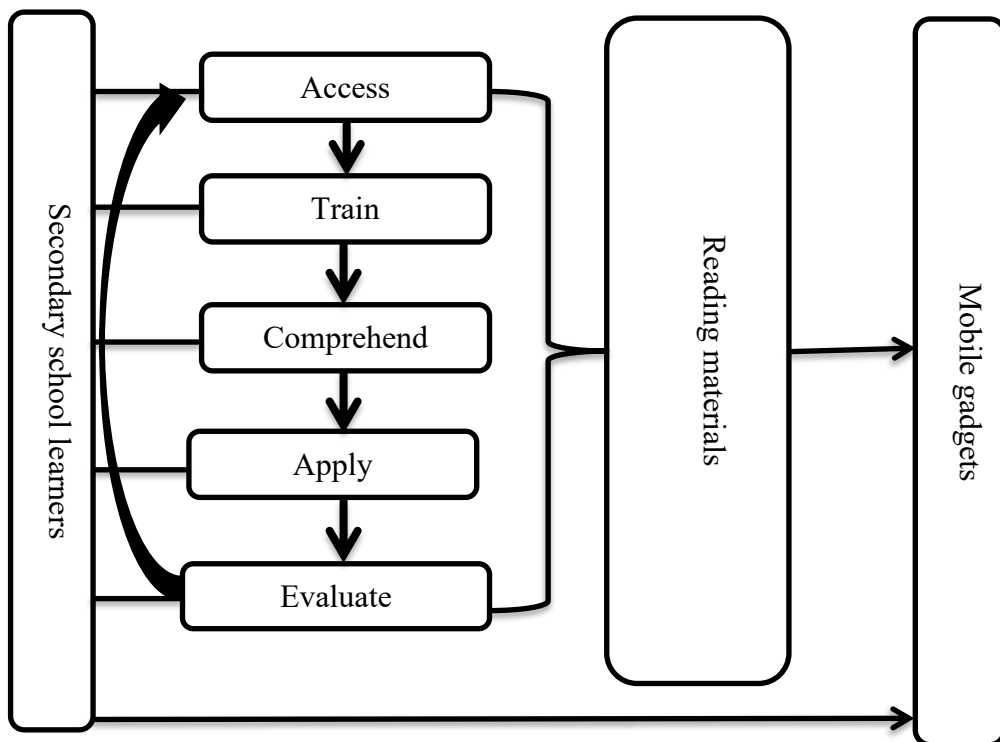 Secondary school learners
Access
Train
Comprehend
Apply
Evaluate
Reading materials
Mobile gadgets